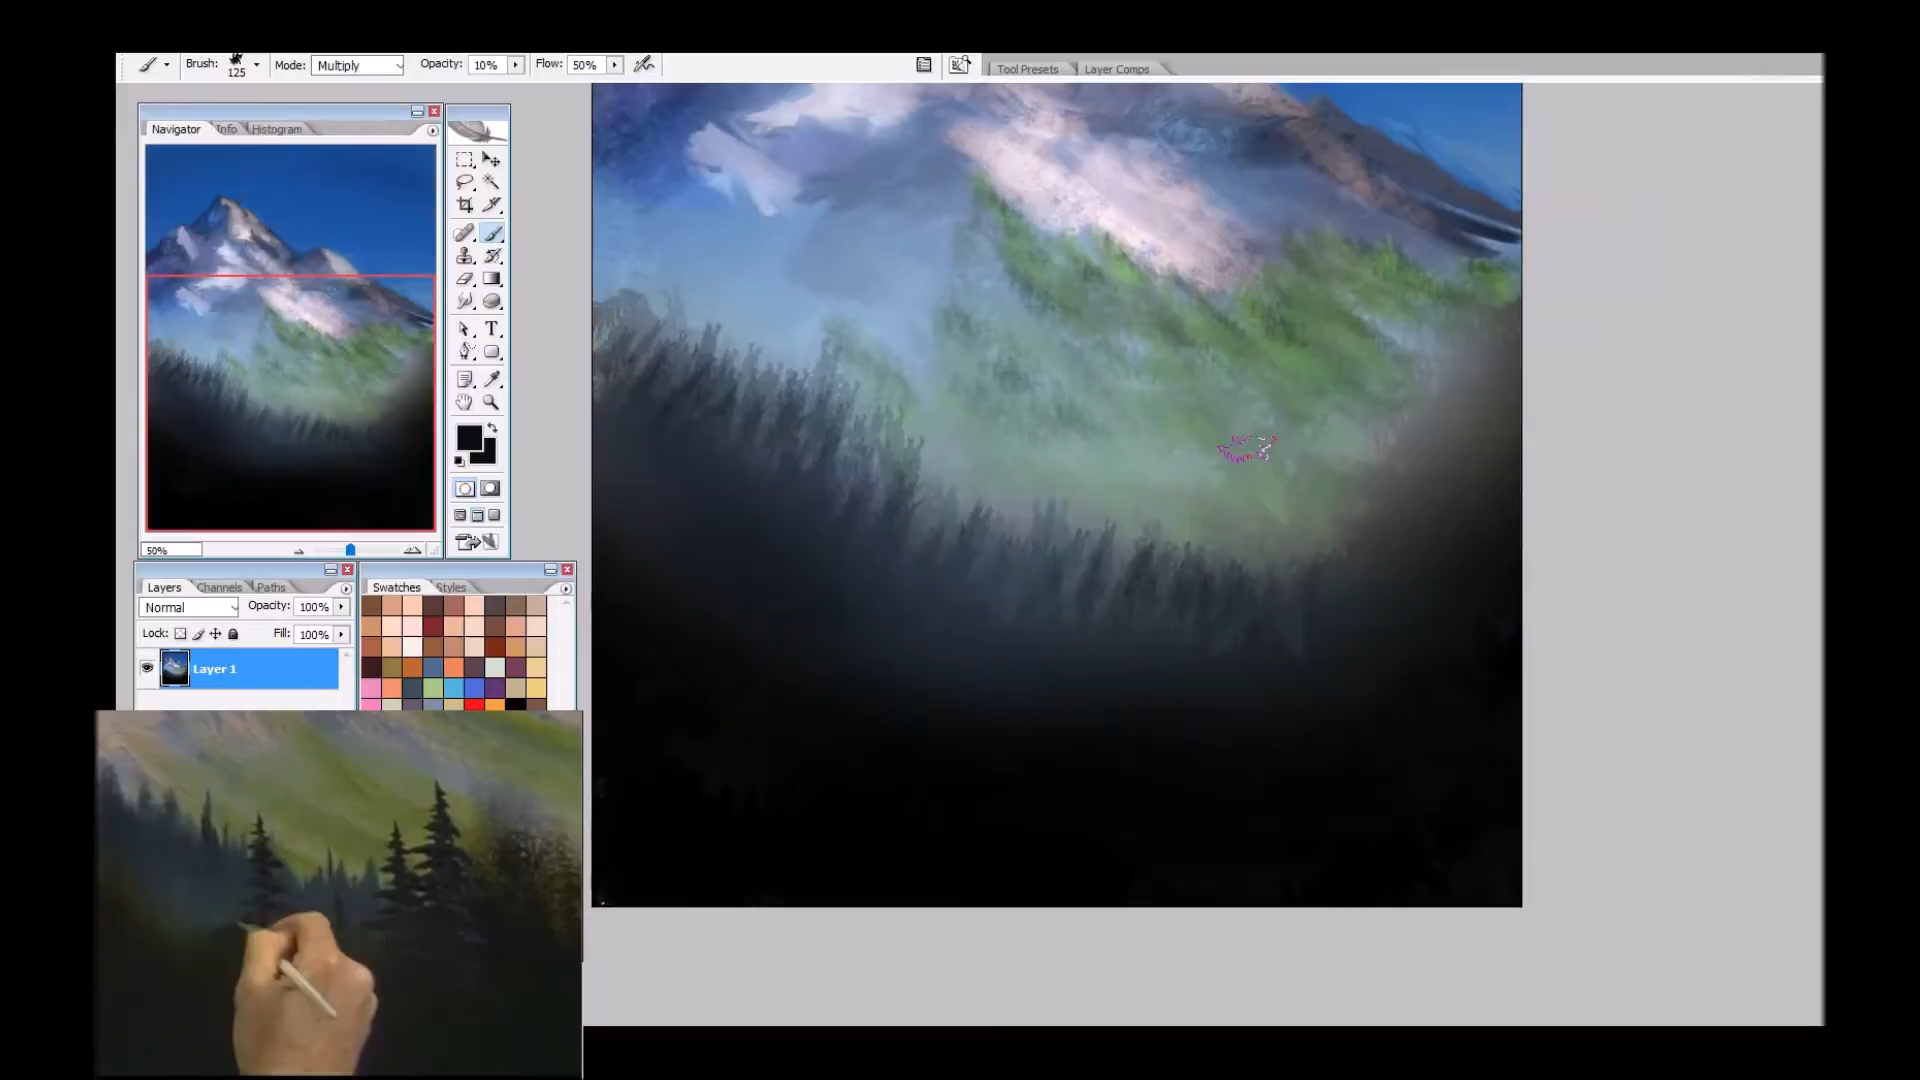 Brush: 125 Mode: Multiply Opacity: 10% Flow: 50% Tool Presets Layer Comps
Navigator Info Histogram
T
50%
Layers Channels Paths
Normal Opacity: 100%
Lock: Fill: 100%
Layer 1
Swatches Styles